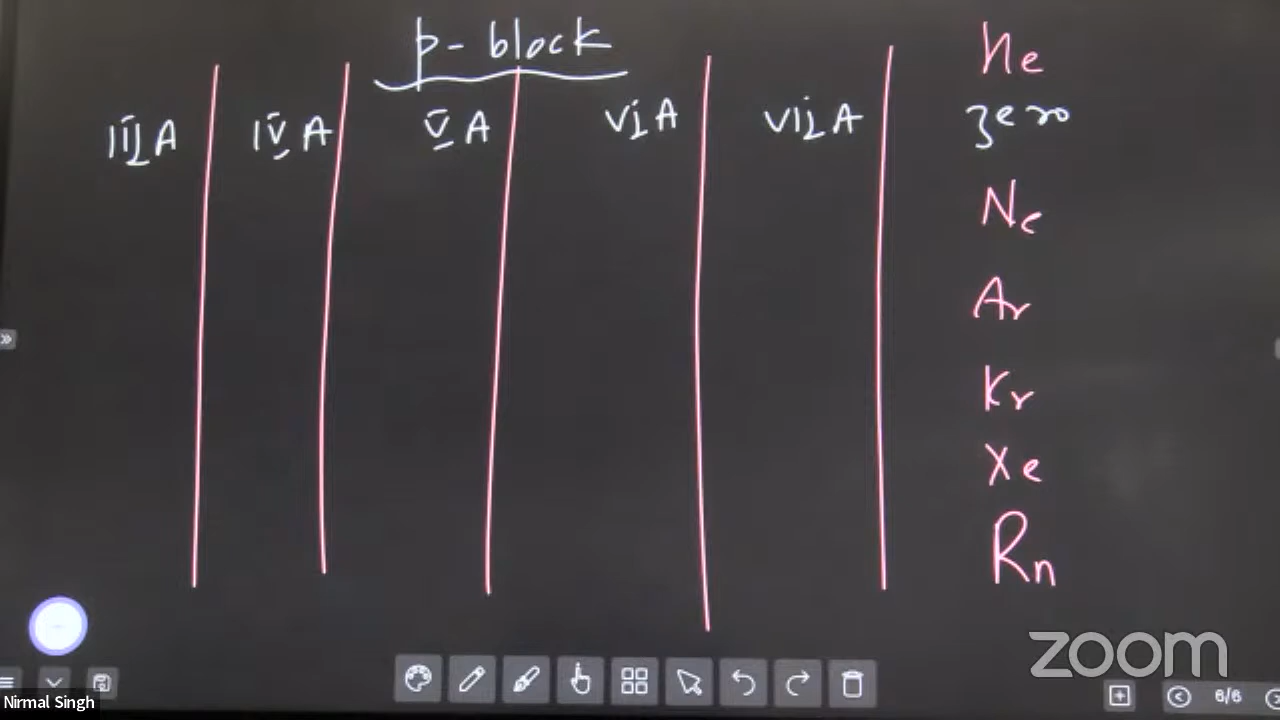 p-block
He
IIIA IVA VA VIA VIIA zero
Ne
Ar
Kr
Xe
Rn
zoom
6/6
Nirmal Singh